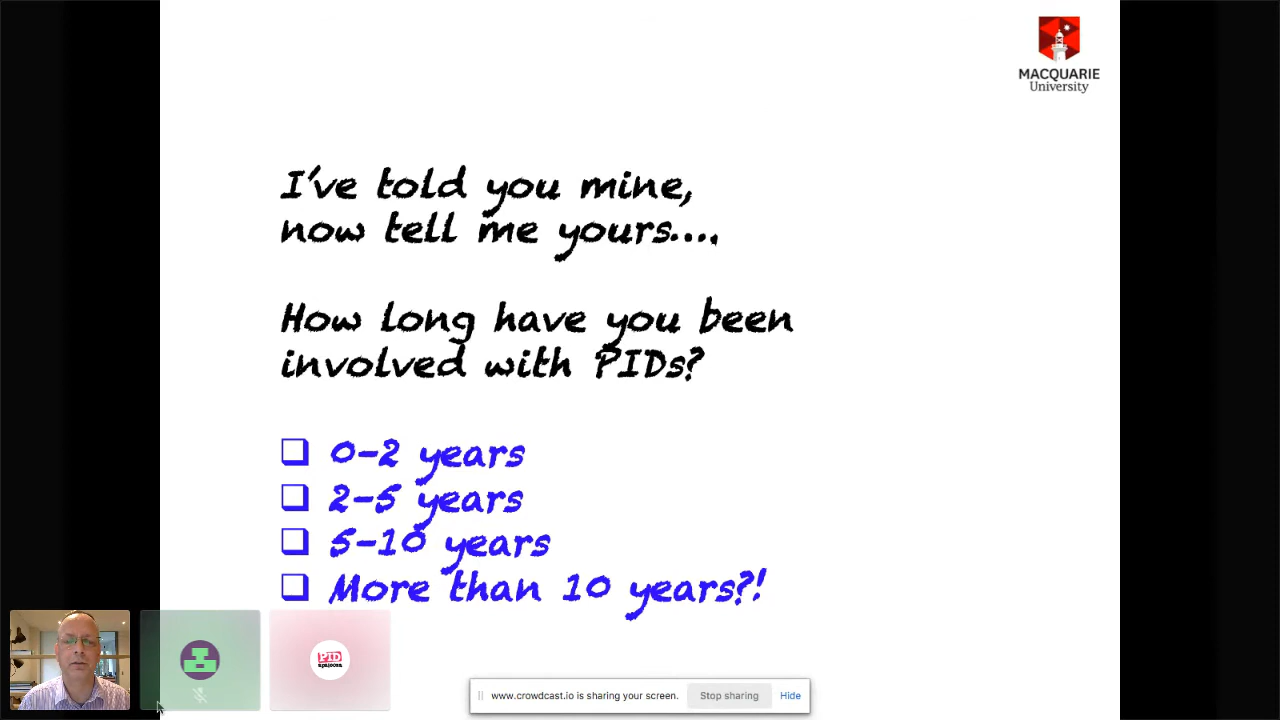 MACQUARIE
University
I've told you mine,
now tell me yours....
How long have you been
involved with PIDs?
❑ 0-2 years
❑ 2-5 years
❑ 5-10 years
❑ More than 10 years?!
PID
apalooza
www.crowdcast.io is sharing your screen. Stop sharing Hide